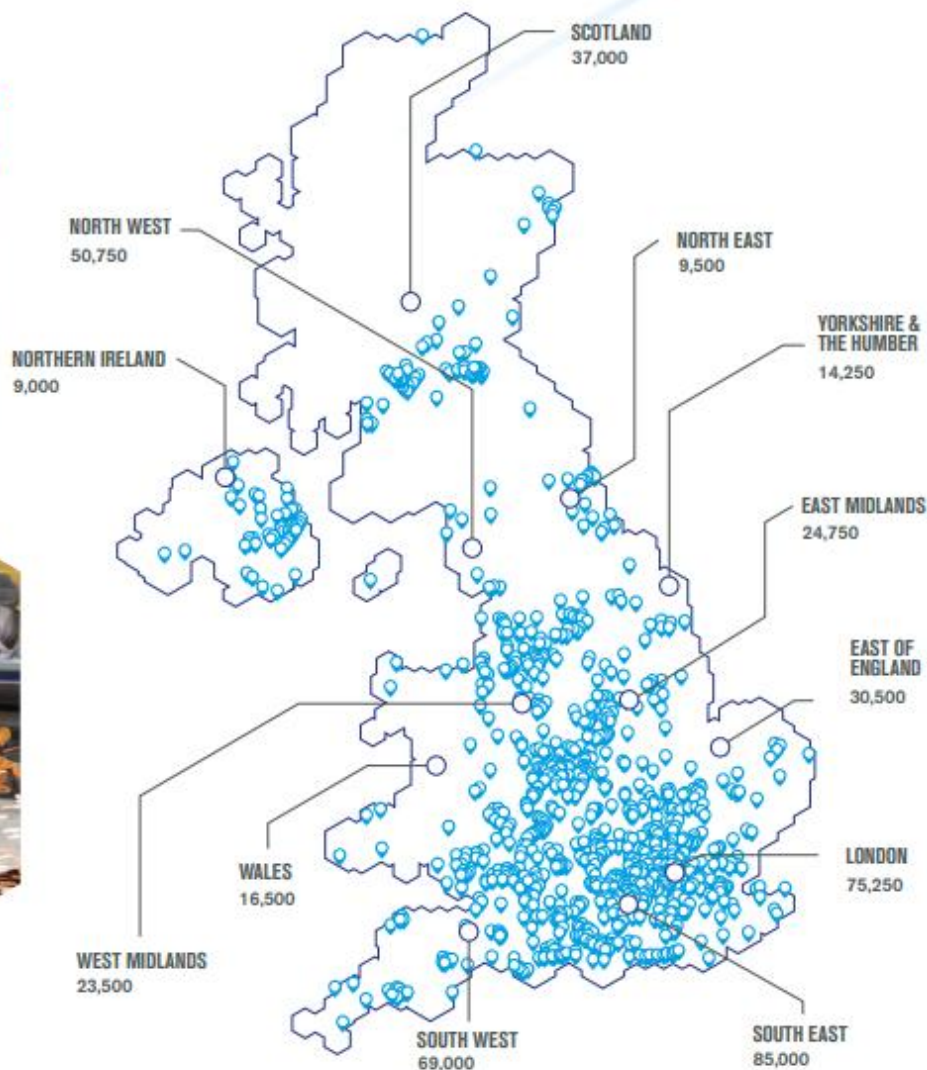 SCOTLAND
37,000
NORTH WEST
50,750
NORTH EAST
9,500
YORKSHIRE &
THE HUMBER
14,250
NORTHERN IRELAND
9,000
EAST MIDLANDS
24,750
EAST OF
ENGLAND
30,500
WALES
16,500
LONDON
75,250
WEST MIDLANDS
23,500
SOUTH WEST
69,000
SOUTH EAST
85,000